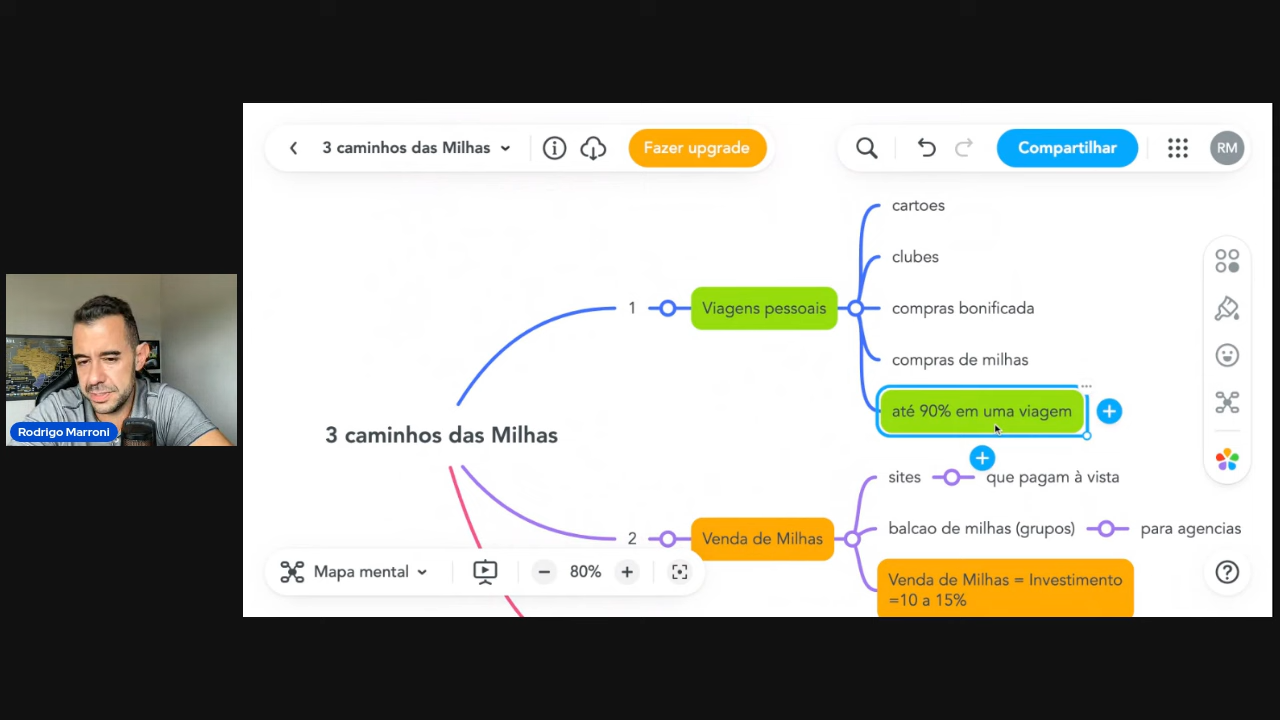 3 caminhos das Milhas
Fazer upgrade
Compartilhar
RM
cartoes
clubes
1
Viagens pessoais
compras bonificada
compras de milhas
até 90% em uma viagem
3 caminhos das Milhas
Rodrigo Marroni
sites
que pagam à vista
2
Venda de Milhas
balcao de milhas (grupos)
para agencias
Venda de Milhas = Investimento
=10 a 15%
Mapa mental
80%